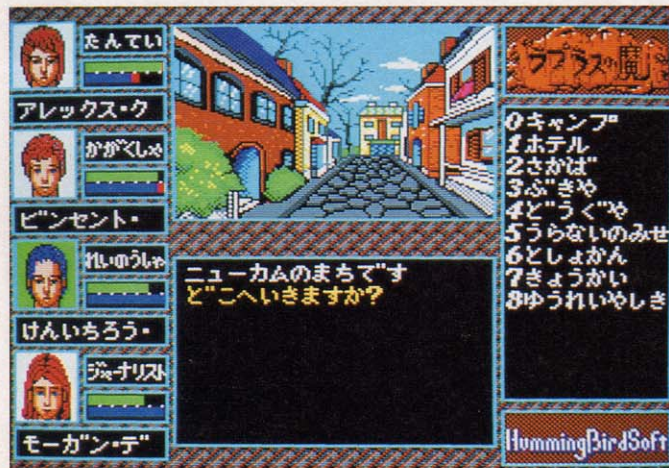 たんてい
アレックス・ク
かがくしゃ
ビンセント・
れいのうしゃ
けんいちろう・
ジャーナリスト
モーガン・デ
ニューカムのまちです
どこへいきますか?
ラプラスの魔
0キャンプ
1ホテル
2さかば
3ぶきや
4どうぐや
5うらないのみせ
6としょかん
7きょうかい
8ゆうれいやしき
HummingBirdSoft